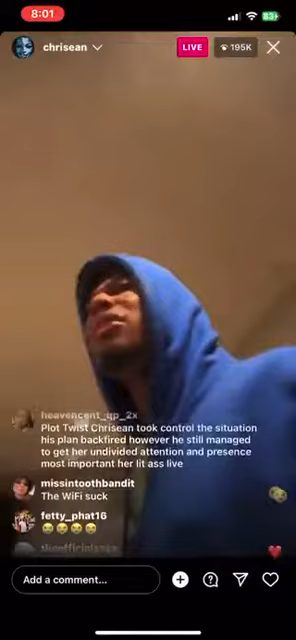 8:01
83
chrisean
LIVE
195K
heavencent_qp_2x
Plot Twist Chrisean took control the situation
his plan backfired however he still managed
to get her undivided attention and presence
most important her lit ass live
missintoothbandit
The WiFi suck
fetty_phat16
😭😭😭😭
Add a comment...